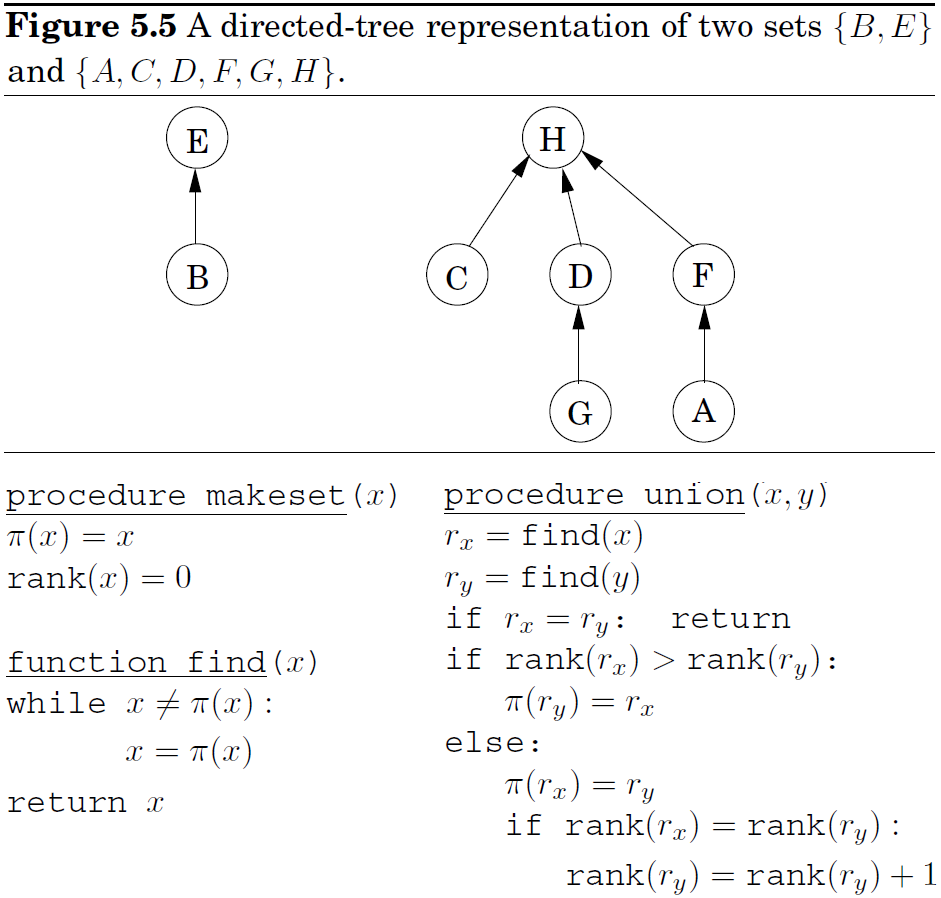 Figure 5.5 A directed-tree representation of two sets {B, E}
and {A, C, D, F, G, H}.
E
H
B
C
D
F
G
A
procedure makeset(x)
π(x) = x
rank(x) = 0
function find(x)
while x ≠ π(x) :
x = π(x)
return x
procedure union(x, y)
r_x = find(x)
r_y = find(y)
if r_x = r_y: return
if rank(r_x) > rank(r_y):
π(r_y) = r_x
else:
π(r_x) = r_y
if rank(r_x) = rank(r_y) :
rank(r_y) = rank(r_y) + 1